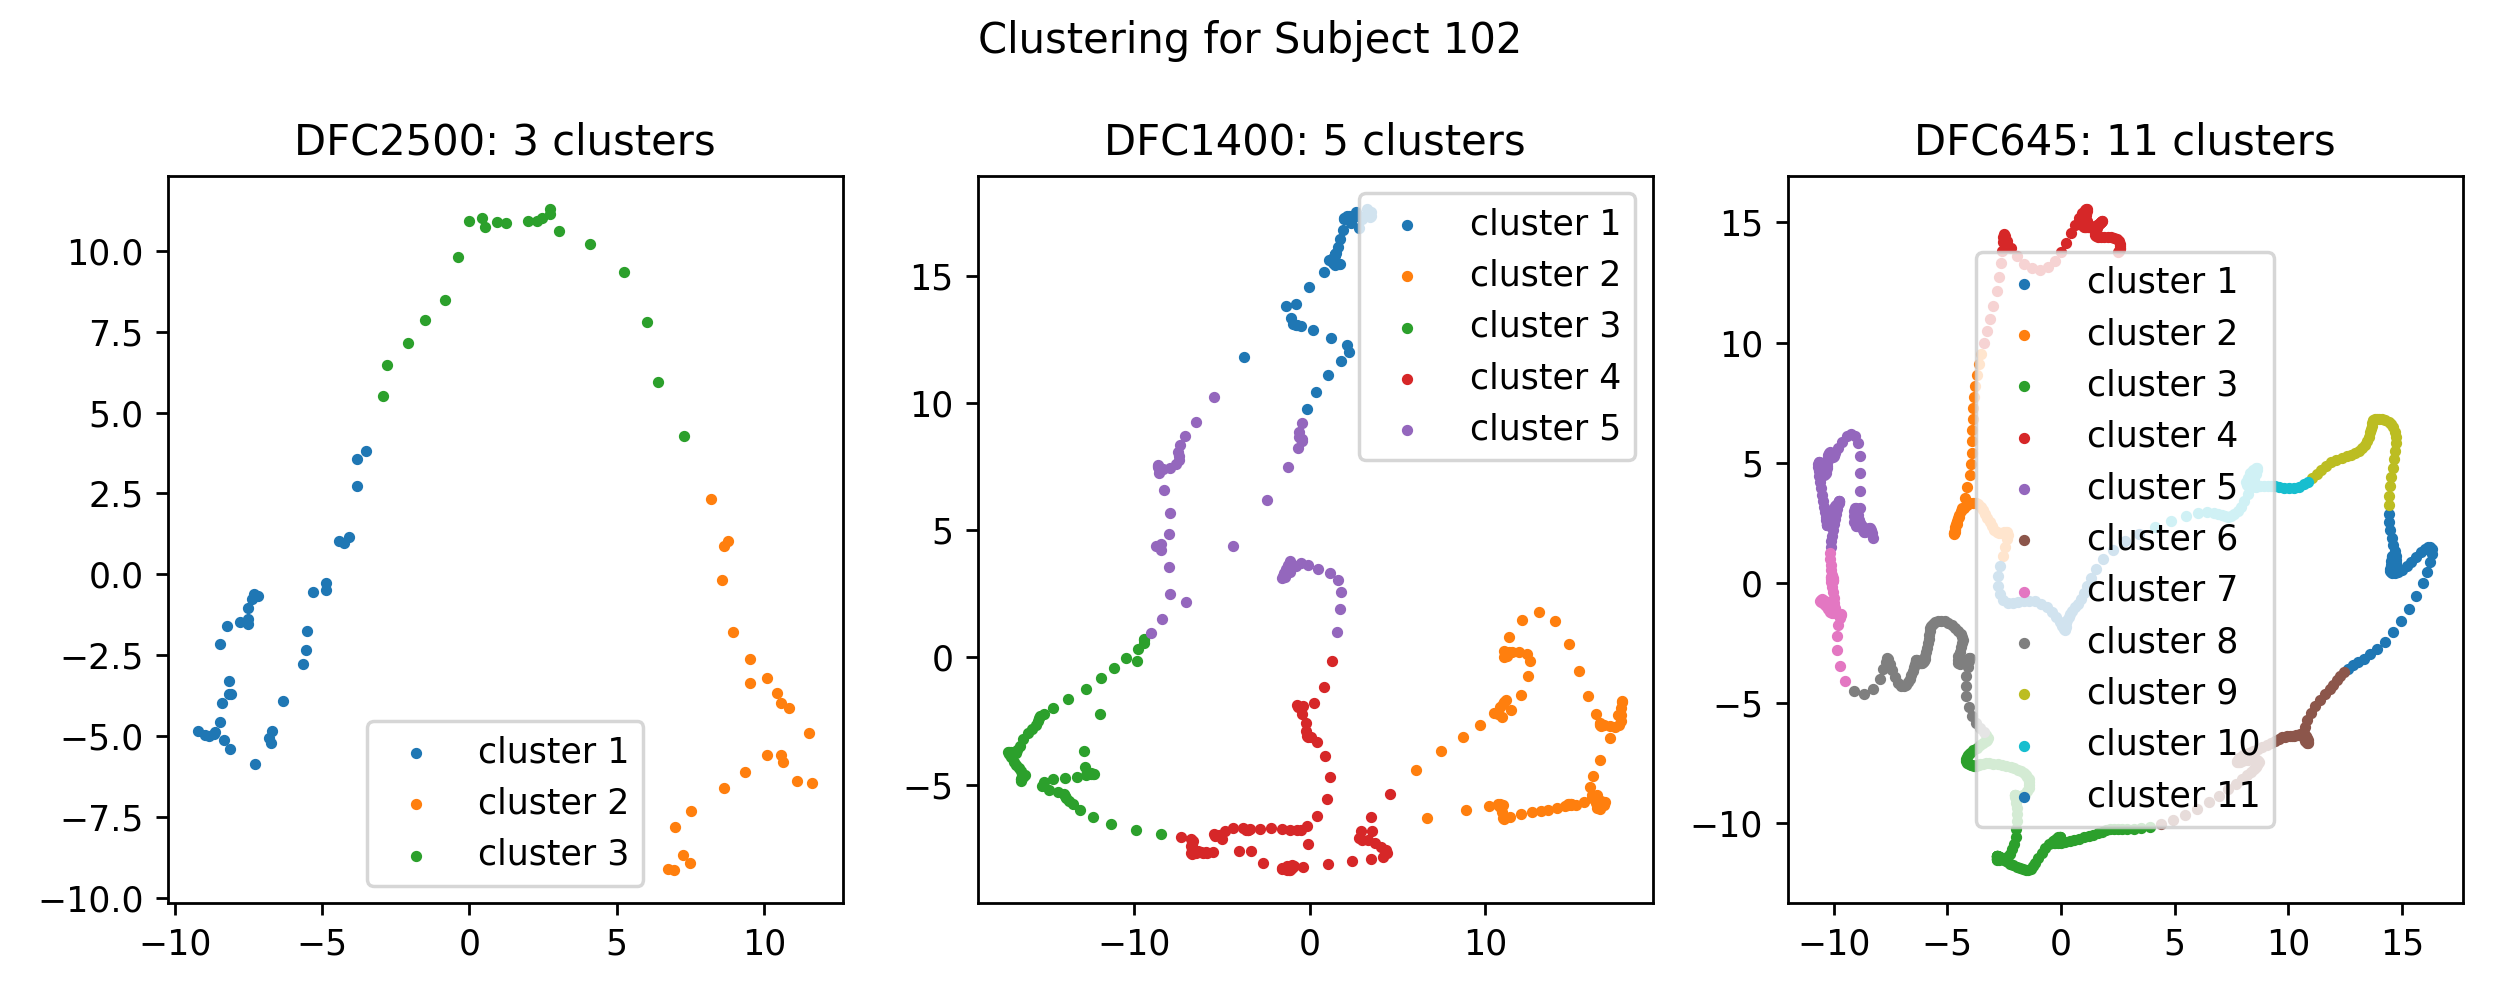 Clustering for Subject 102
DFC2500: 3 clusters
10.0
7.5
5.0
2.5
0.0
−2.5
−5.0
−7.5
−10.0
−10
−5
0
5
10
cluster 1
cluster 2
cluster 3
DFC1400: 5 clusters
15
10
5
0
−5
−10
0
10
cluster 1
cluster 2
cluster 3
cluster 4
cluster 5
DFC645: 11 clusters
15
10
5
0
−5
−10
−10
−5
0
5
10
15
cluster 1
cluster 2
cluster 3
cluster 4
cluster 5
cluster 6
cluster 7
cluster 8
cluster 9
cluster 10
cluster 11